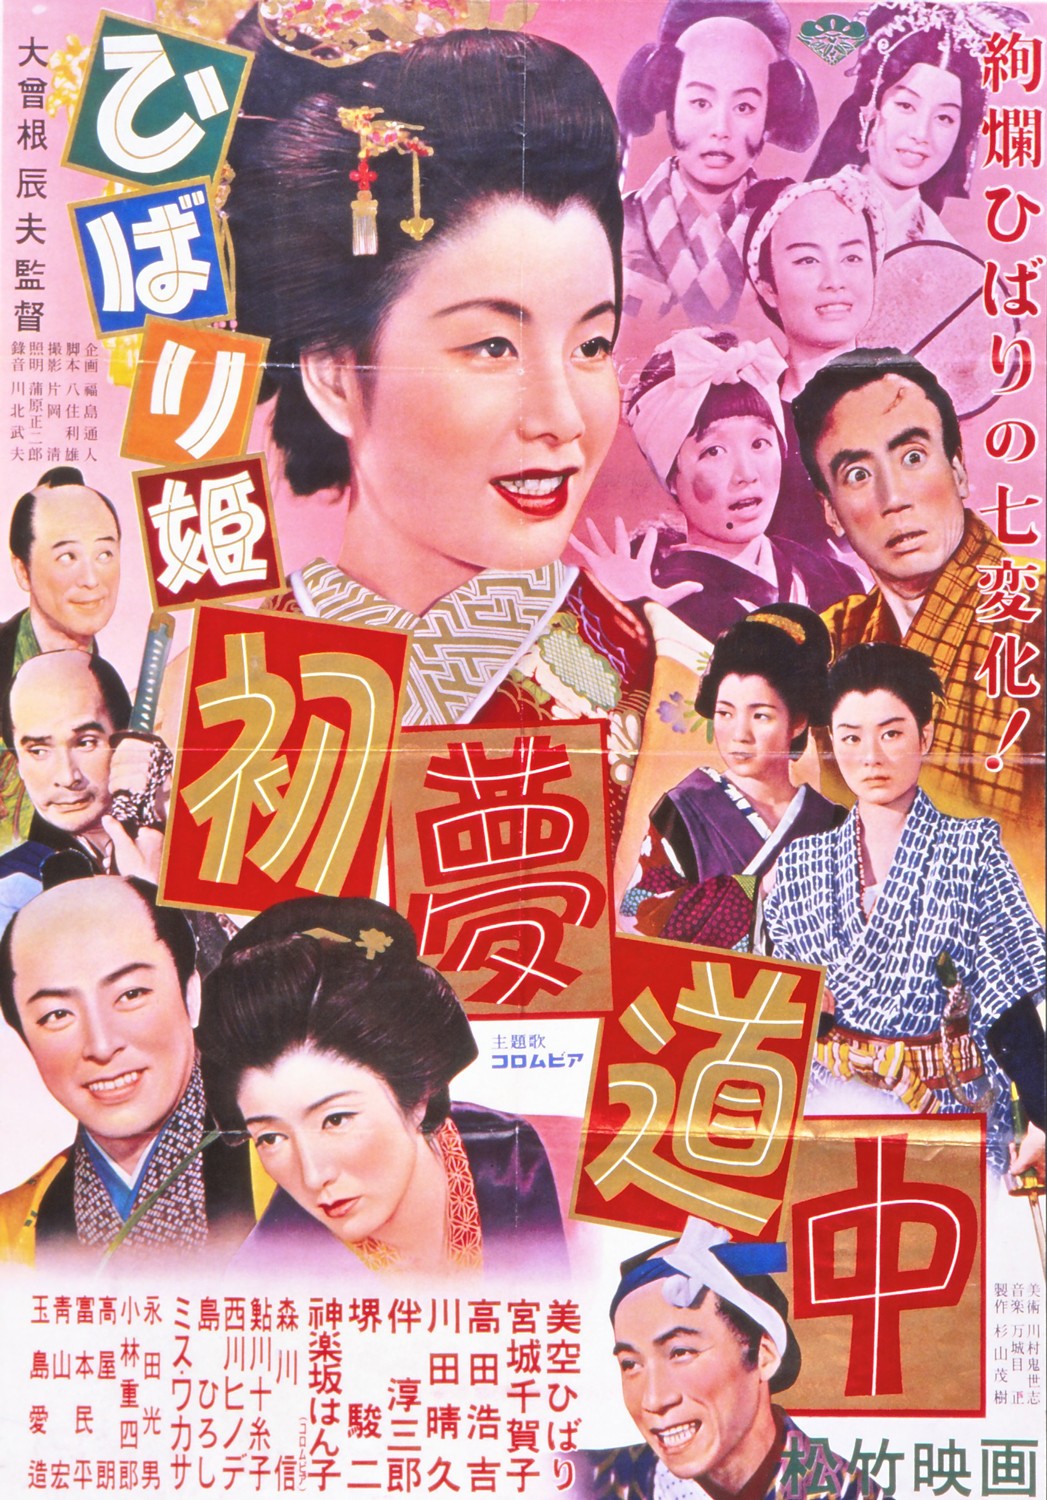 絢爛ひばりの七変化!
ひばり姫
初夢道中
大曾根辰夫監督
企画 福島通人
脚本 八住利雄
撮影 片岡清
照明 蒲原正二郎
錄音 川北武夫
主題歌
コロムビア
美術 川村鬼世志
音楽 万城目正
製作 杉山茂樹
美空ひばり
宮城千賀子
高田浩吉
川田晴久
伴淳三郎
堺駿二
神楽坂はん子
(コロムビア)
森川信
鮎川十糸子
西川ヒノデ
島ひろし
ミス・ワカサ
永田光男
小林重四郎
高屋朗
富本民平
青山宏
玉島愛造
松竹映画